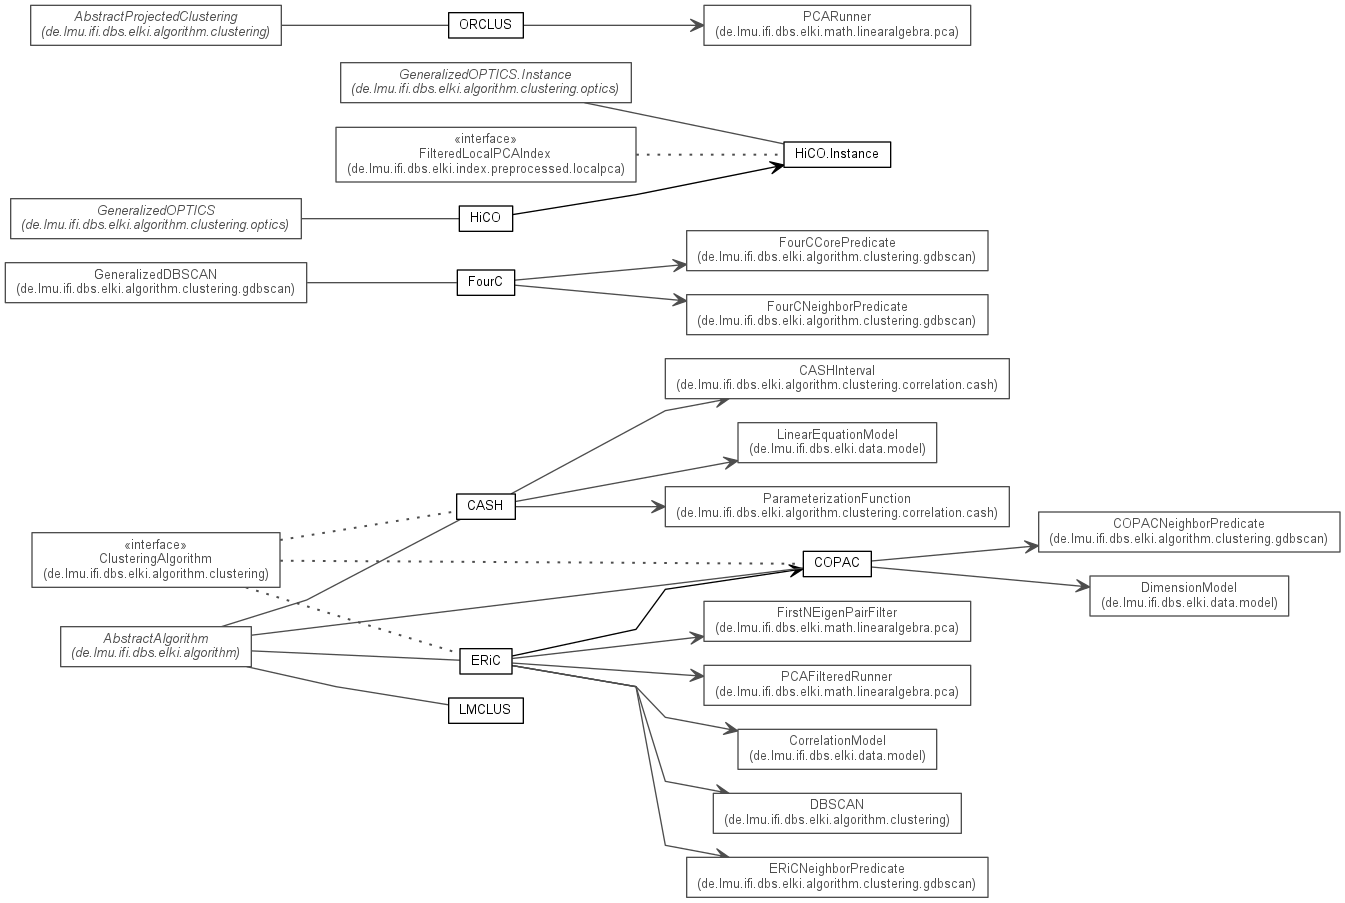 AbstractProjectedClustering
(de.lmu.ifi.dbs.elki.algorithm.clustering)
ORCLUS
PCARunner
(de.lmu.ifi.dbs.elki.math.linearalgebra.pca)
GeneralizedOPTICS.Instance
(de.lmu.ifi.dbs.elki.algorithm.clustering.optics)
«interface»
FilteredLocalPCAIndex
(de.lmu.ifi.dbs.elki.index.preprocessed.localpca)
HiCO.Instance
GeneralizedOPTICS
(de.lmu.ifi.dbs.elki.algorithm.clustering.optics)
HiCO
FourCCorePredicate
(de.lmu.ifi.dbs.elki.algorithm.clustering.gdbscan)
GeneralizedDBSCAN
(de.lmu.ifi.dbs.elki.algorithm.clustering.gdbscan)
FourC
FourCNeighborPredicate
(de.lmu.ifi.dbs.elki.algorithm.clustering.gdbscan)
CASHInterval
(de.lmu.ifi.dbs.elki.algorithm.clustering.correlation.cash)
LinearEquationModel
(de.lmu.ifi.dbs.elki.data.model)
CASH
ParameterizationFunction
(de.lmu.ifi.dbs.elki.algorithm.clustering.correlation.cash)
«interface»
ClusteringAlgorithm
(de.lmu.ifi.dbs.elki.algorithm.clustering)
COPAC
COPACNeighborPredicate
(de.lmu.ifi.dbs.elki.algorithm.clustering.gdbscan)
DimensionModel
(de.lmu.ifi.dbs.elki.data.model)
FirstNEigenPairFilter
(de.lmu.ifi.dbs.elki.math.linearalgebra.pca)
AbstractAlgorithm
(de.lmu.ifi.dbs.elki.algorithm)
ERiC
PCAFilteredRunner
(de.lmu.ifi.dbs.elki.math.linearalgebra.pca)
LMCLUS
CorrelationModel
(de.lmu.ifi.dbs.elki.data.model)
DBSCAN
(de.lmu.ifi.dbs.elki.algorithm.clustering)
ERiCNeighborPredicate
(de.lmu.ifi.dbs.elki.algorithm.clustering.gdbscan)